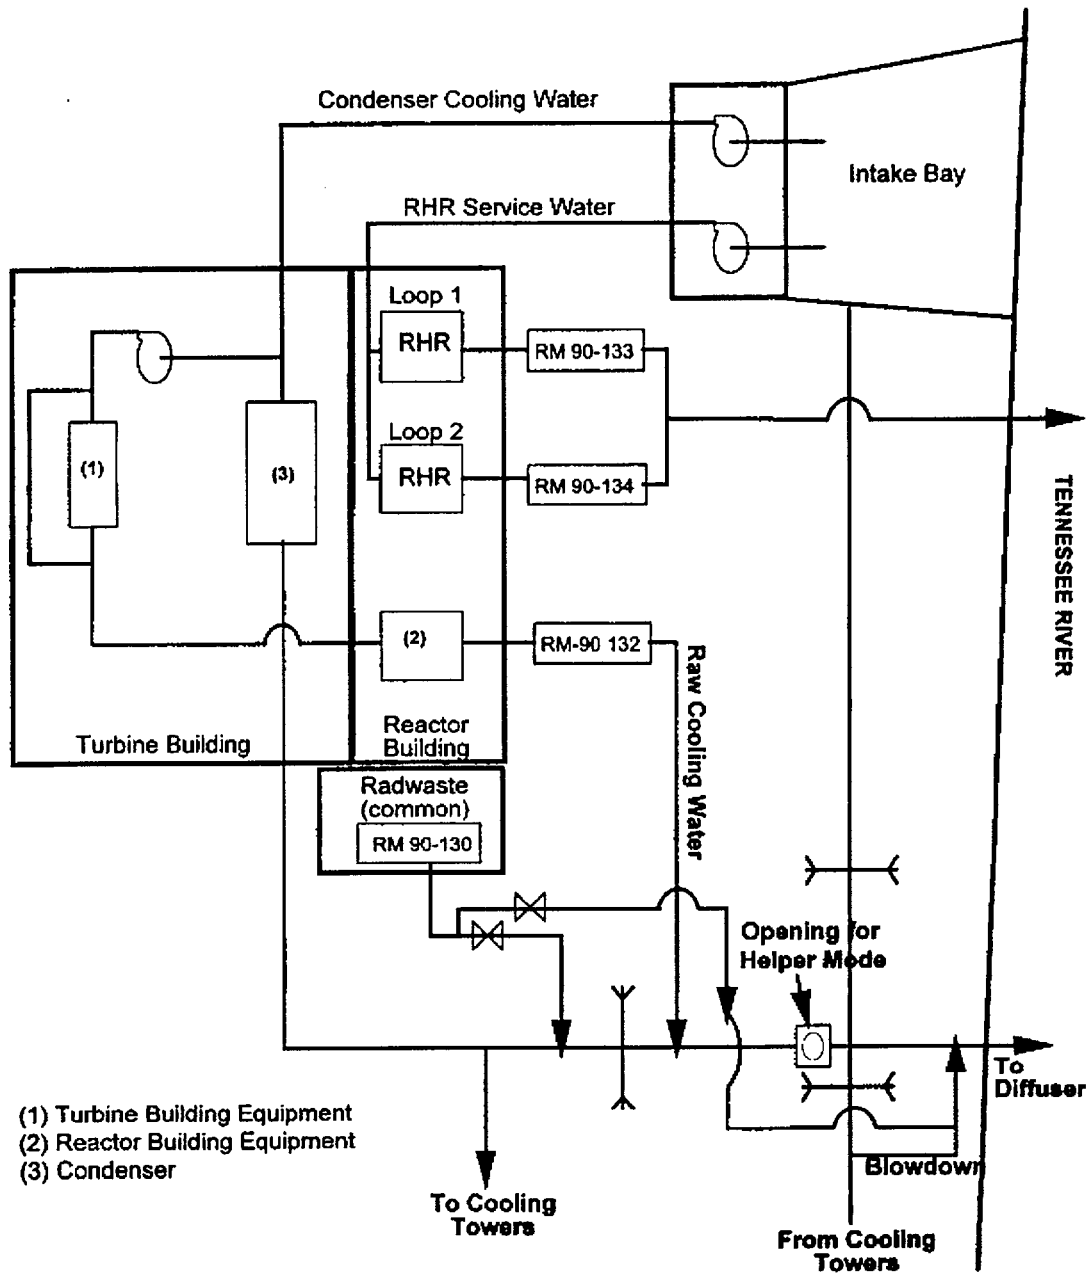 Condenser Cooling Water
Intake Bay
RHR Service Water
Loop 1
RHR
RM 90-133
Loop 2
(1)
(3)
RHR
RM 90-134
TENNESSEE RIVER
(2)
RM-90 132
Raw Cooling Water
Turbine Building
Reactor
Building
Radwaste
(common)
RM 90-130
Opening for
Helper Mode
To
Diffuser
(1) Turbine Building Equipment
(2) Reactor Building Equipment
(3) Condenser
Blowdown
To Cooling
Towers
From Cooling
Towers